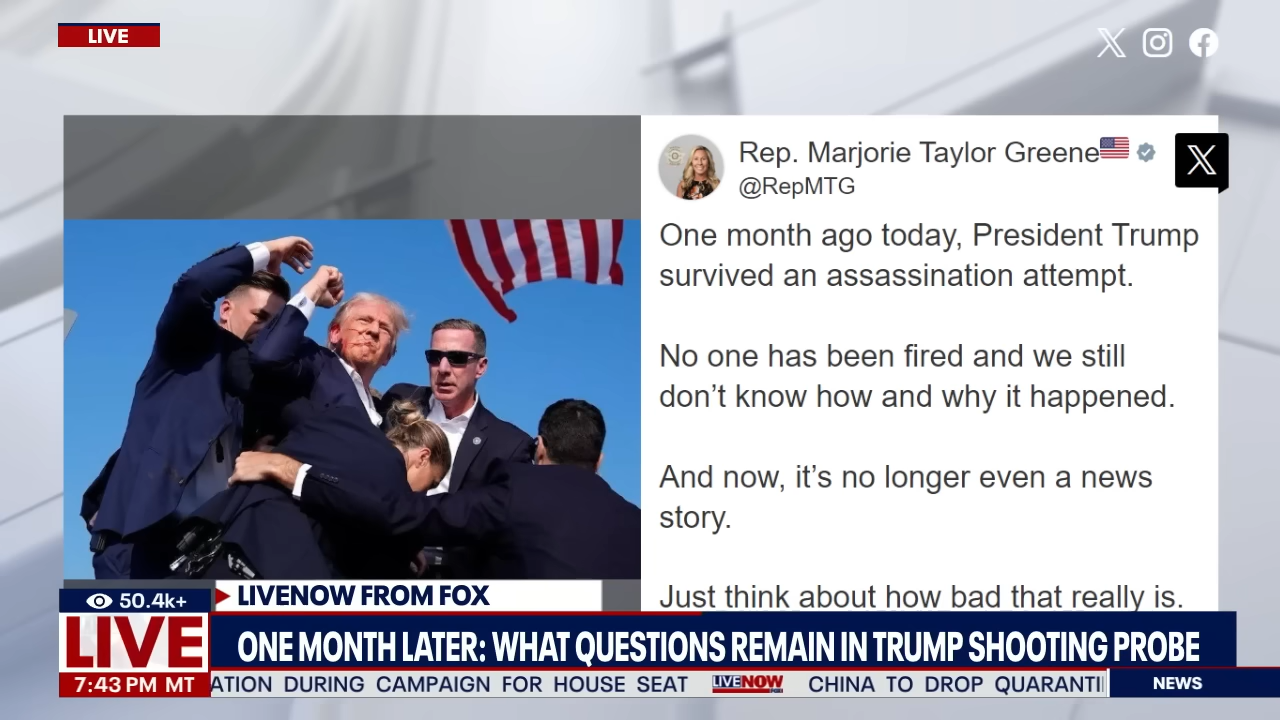 LIVE
Rep. Marjorie Taylor Greene
@RepMTG
One month ago today, President Trump
survived an assassination attempt.
No one has been fired and we still
don’t know how and why it happened.
And now, it’s no longer even a news
story.
Just think about how bad that really is.
50.4k+
LIVENOW FROM FOX
LIVE
ONE MONTH LATER: WHAT QUESTIONS REMAIN IN TRUMP SHOOTING PROBE
7:43 PM MT
ATION DURING CAMPAIGN FOR HOUSE SEAT LIVENOW CHINA TO DROP QUARANTI
NEWS